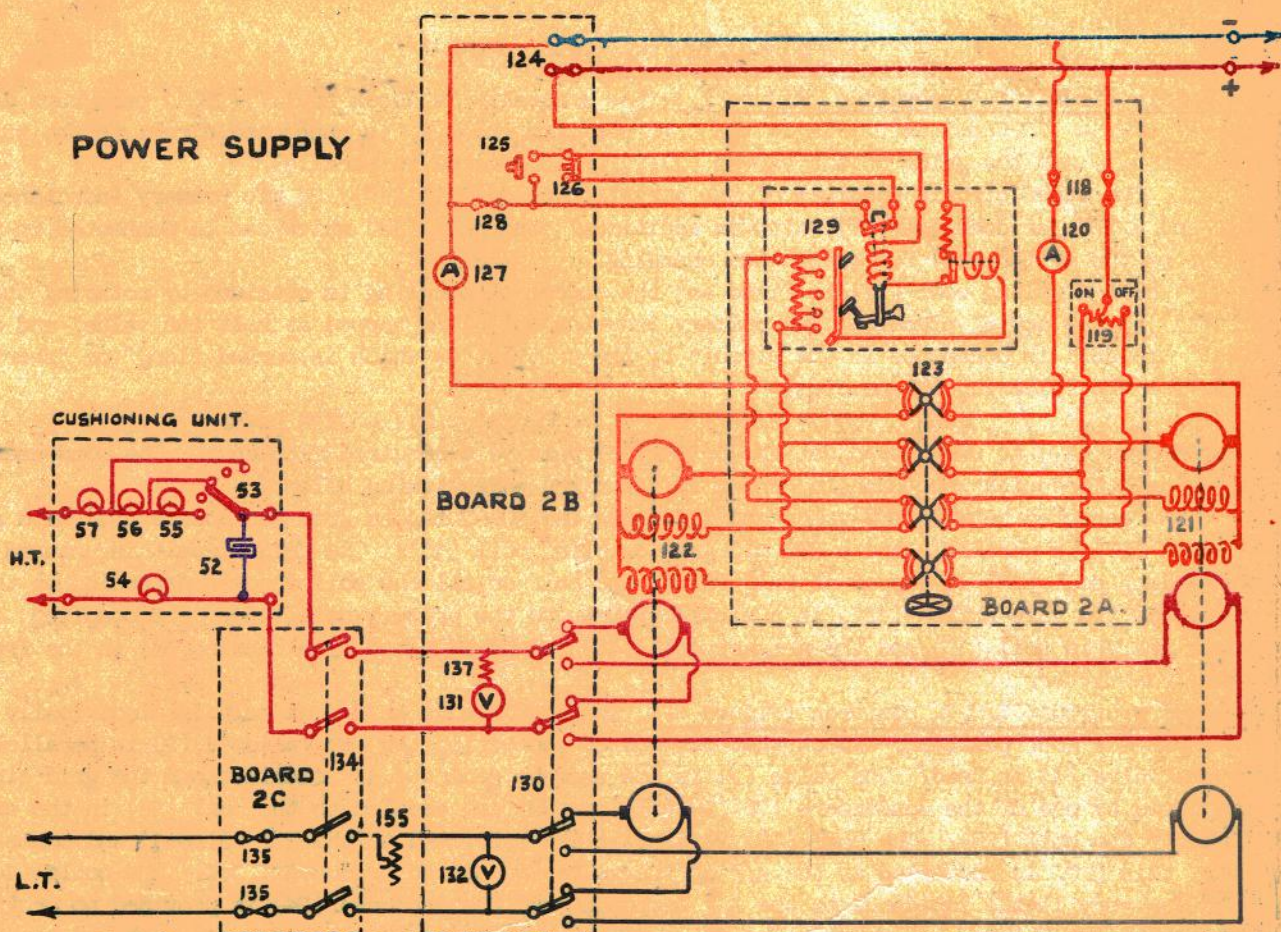 POWER SUPPLY
124
-
+
125
126
128
129
118
120
A
A
127
ON OFF
119
123
CUSHIONING UNIT.
53
57 56 55
52
H.T.
54
BOARD 2B
122
121
BOARD 2A.
137
131 V
134
130
BOARD
2C
155
135
132 V
L.T.
135